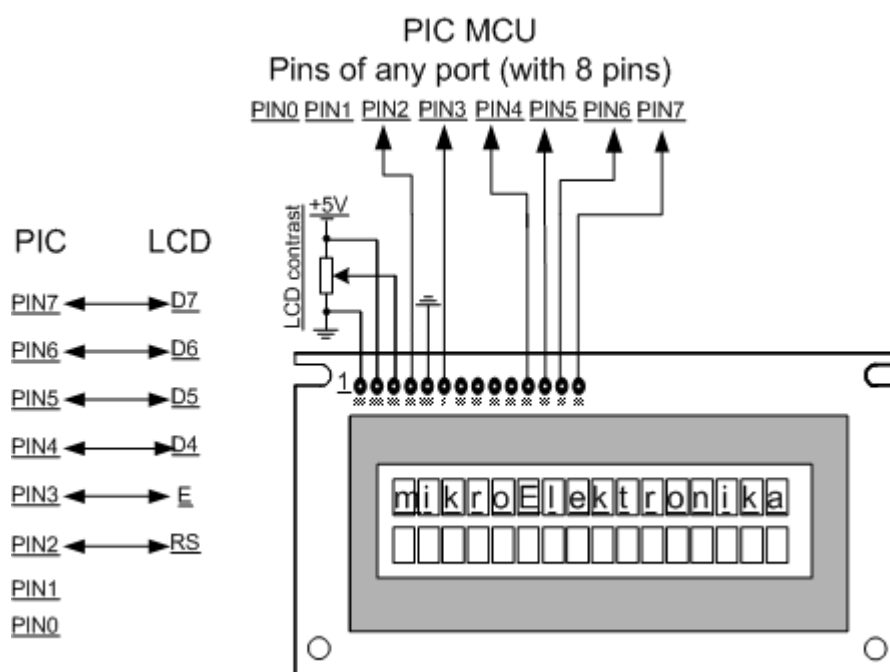 PIC MCU
Pins of any port (with 8 pins)
PIN0 PIN1 PIN2 PIN3 PIN4 PIN5 PIN6 PIN7
+5V
LCD contrast
PIC LCD
PIN7 D7
PIN6 D6
PIN5 D5
PIN4 D4
PIN3 E
PIN2 RS
PIN1
PIN0
1
mikroElektronika